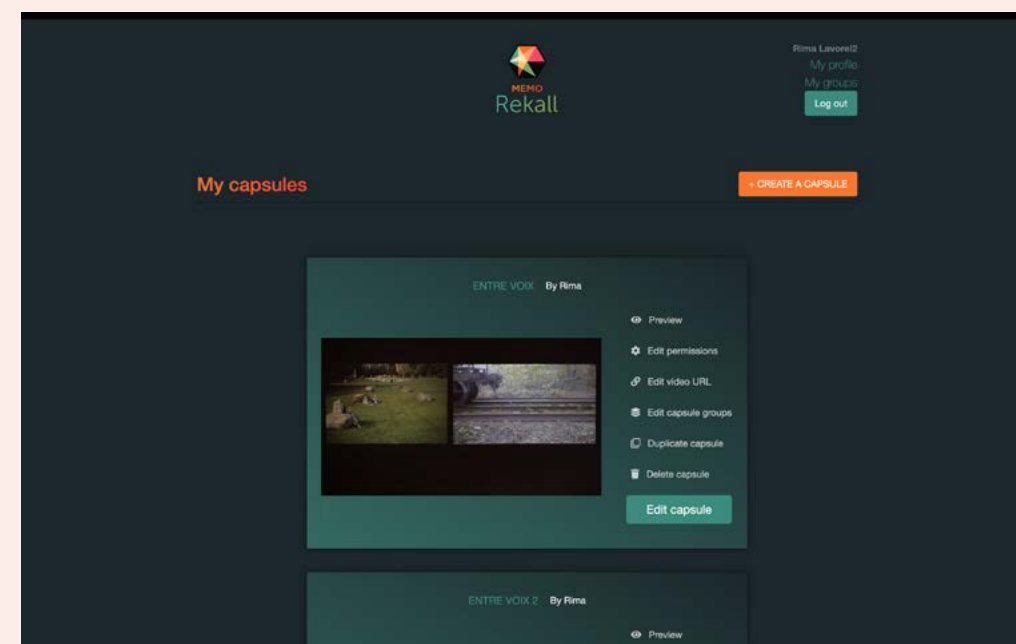 MEMO
Rekall
Rima Lavorel2
My profile
My groups
Log out
My capsules
+ CREATE A CAPSULE
ENTRE VOIX By Rima
Preview
Edit permissions
Edit video URL
Edit capsule groups
Duplicate capsule
Delete capsule
Edit capsule
ENTRE VOIX 2 By Rima
Preview